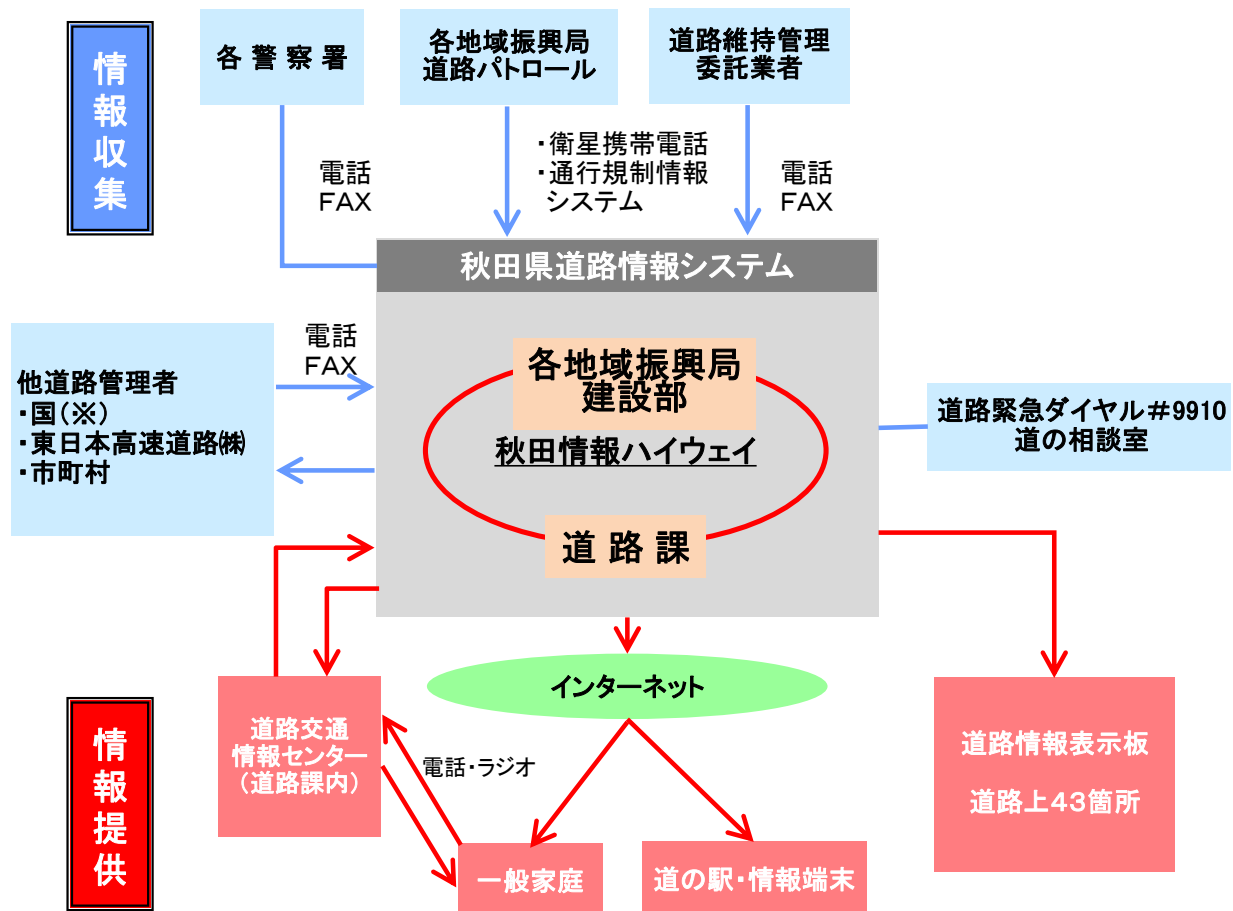 情報収集
各警察署
各地域振興局
道路パトロール
道路維持管理
委託業者
電話
FAX
・衛星携帯電話
・通行規制情報
システム
電話
FAX
秋田県道路情報システム
電話
FAX
他道路管理者
・国(※)
・東日本高速道路㈱
・市町村
各地域振興局
建設部
秋田情報ハイウェイ
道路課
道路緊急ダイヤル#9910
道の相談室
情報提供
インターネット
道路交通
情報センター
(道路課内)
電話・ラジオ
一般家庭
道の駅・情報端末
道路情報表示板
道路上43箇所